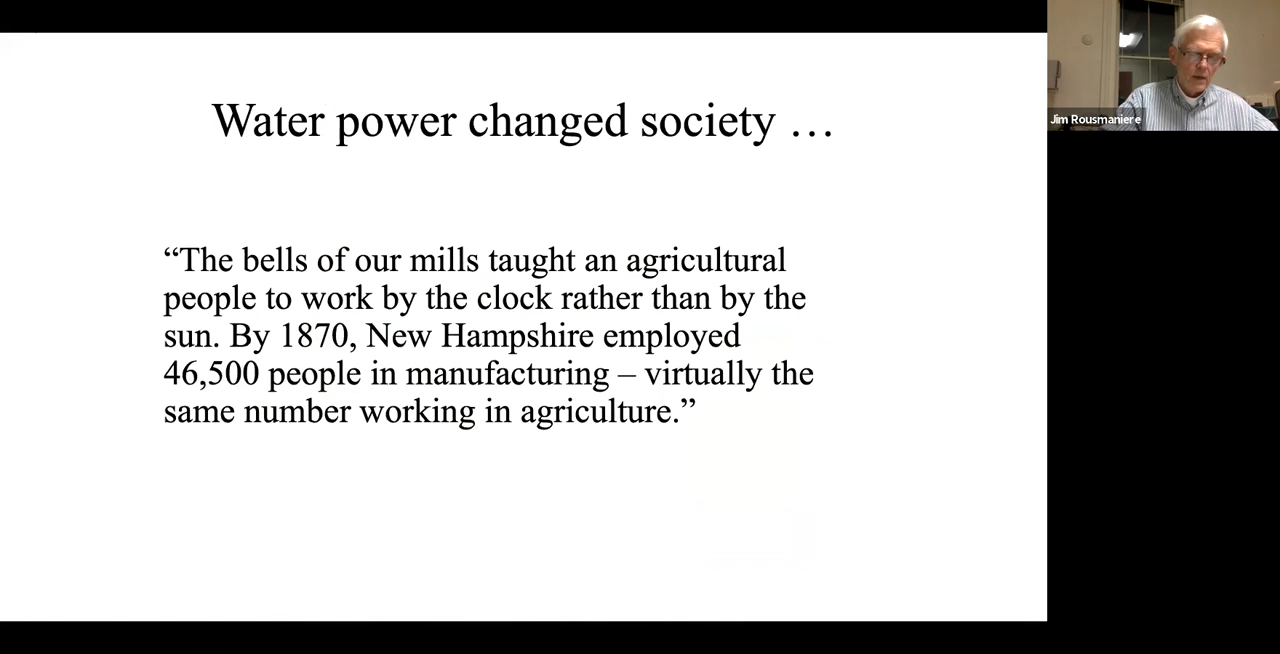 Water power changed society …
“The bells of our mills taught an agricultural
people to work by the clock rather than by the
sun. By 1870, New Hampshire employed
46,500 people in manufacturing – virtually the
same number working in agriculture.”
Jim Rousmaniere